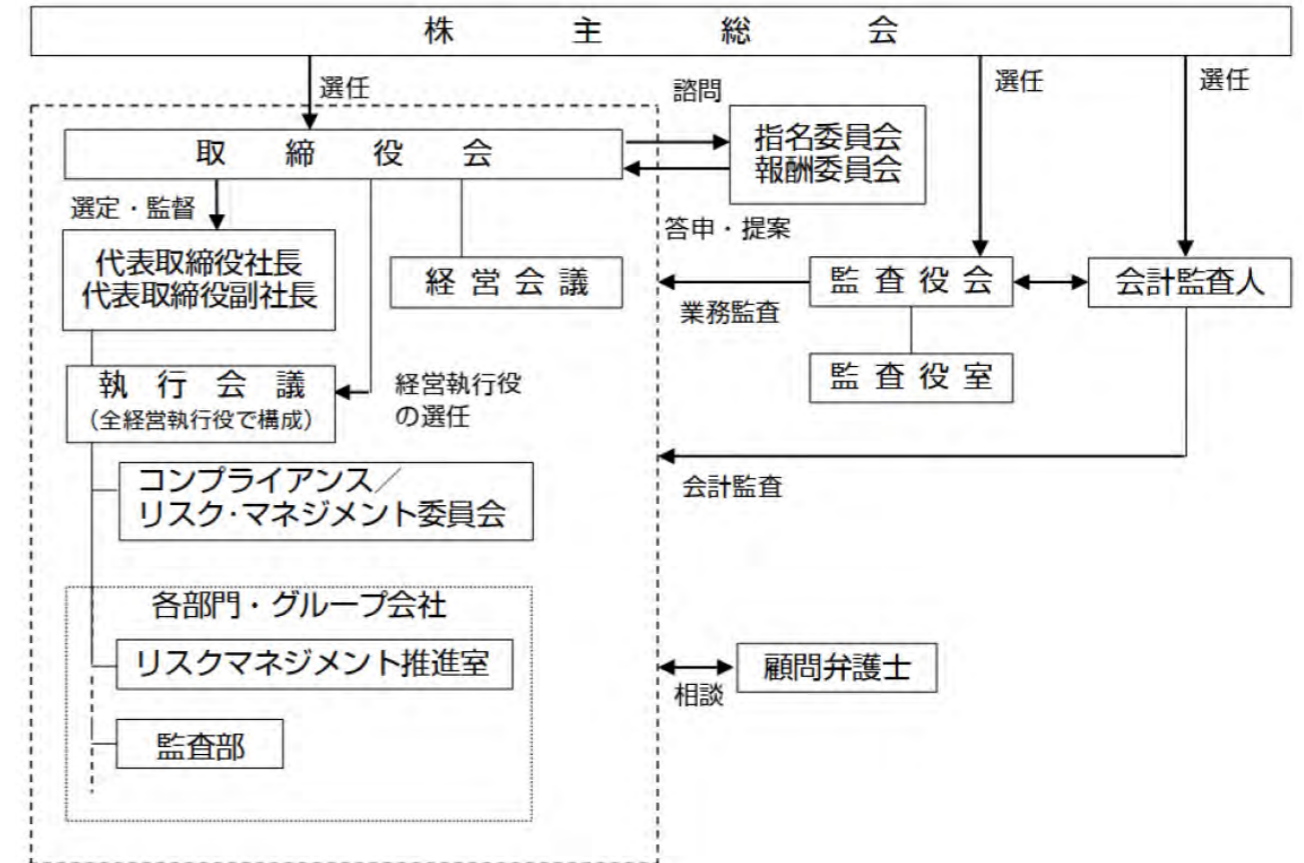 株主総会
選任
選任
選任
諮問
取締役会
指名委員会
報酬委員会
選定・監督
答申・提案
代表取締役社長
代表取締役副社長
経営会議
監査役会
会計監査人
業務監査
監査役室
執行会議
（全経営執行役で構成）
経営執行役
の選任
コンプライアンス／
リスク・マネジメント委員会
会計監査
各部門・グループ会社
リスクマネジメント推進室
顧問弁護士
相談
監査部